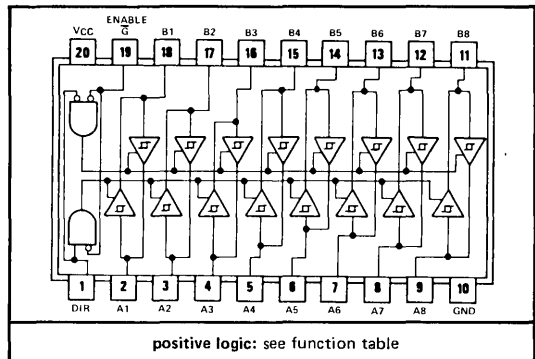 ENABLE
VCC G̅ B1 B2 B3 B4 B5 B6 B7 B8
20 19 18 17 16 15 14 13 12 11
1 2 3 4 5 6 7 8 9 10
DIR A1 A2 A3 A4 A5 A6 A7 A8 GND
positive logic: see function table